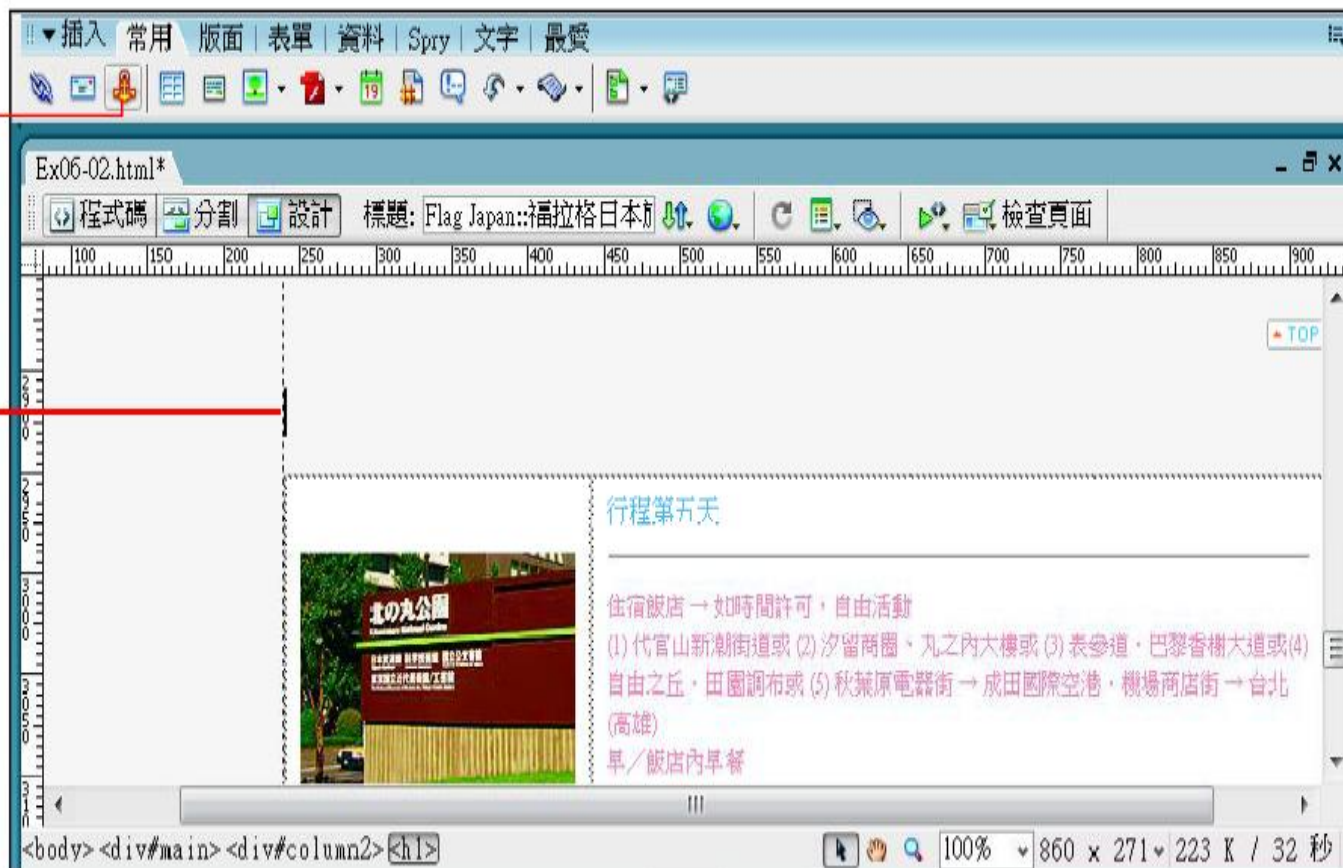 ▼插入 常用 版面 表單 資料 Spry 文字 最愛
19
Ex06-02.html*
程式碼 分割 設計 標題: Flag Japan::福拉格日本 檢查頁面
100 150 200 250 300 350 400 450 500 550 600 650 700 750 800 850 900
TOP
行程第五天
北の丸公園
住宿飯店 → 如時間許可，自由活動
(1) 代官山新潮街道或 (2) 汐留商圈、丸之內大樓或 (3) 表參道、巴黎香榭大道或(4)
自由之丘、田園調布或 (5) 秋葉原電器街 → 成田國際空港、機場商店街 → 台北
(高雄)
早／飯店內早餐
<body> <div#main> <div#column2> <h1> 100% 860 x 271 223 K / 32 秒